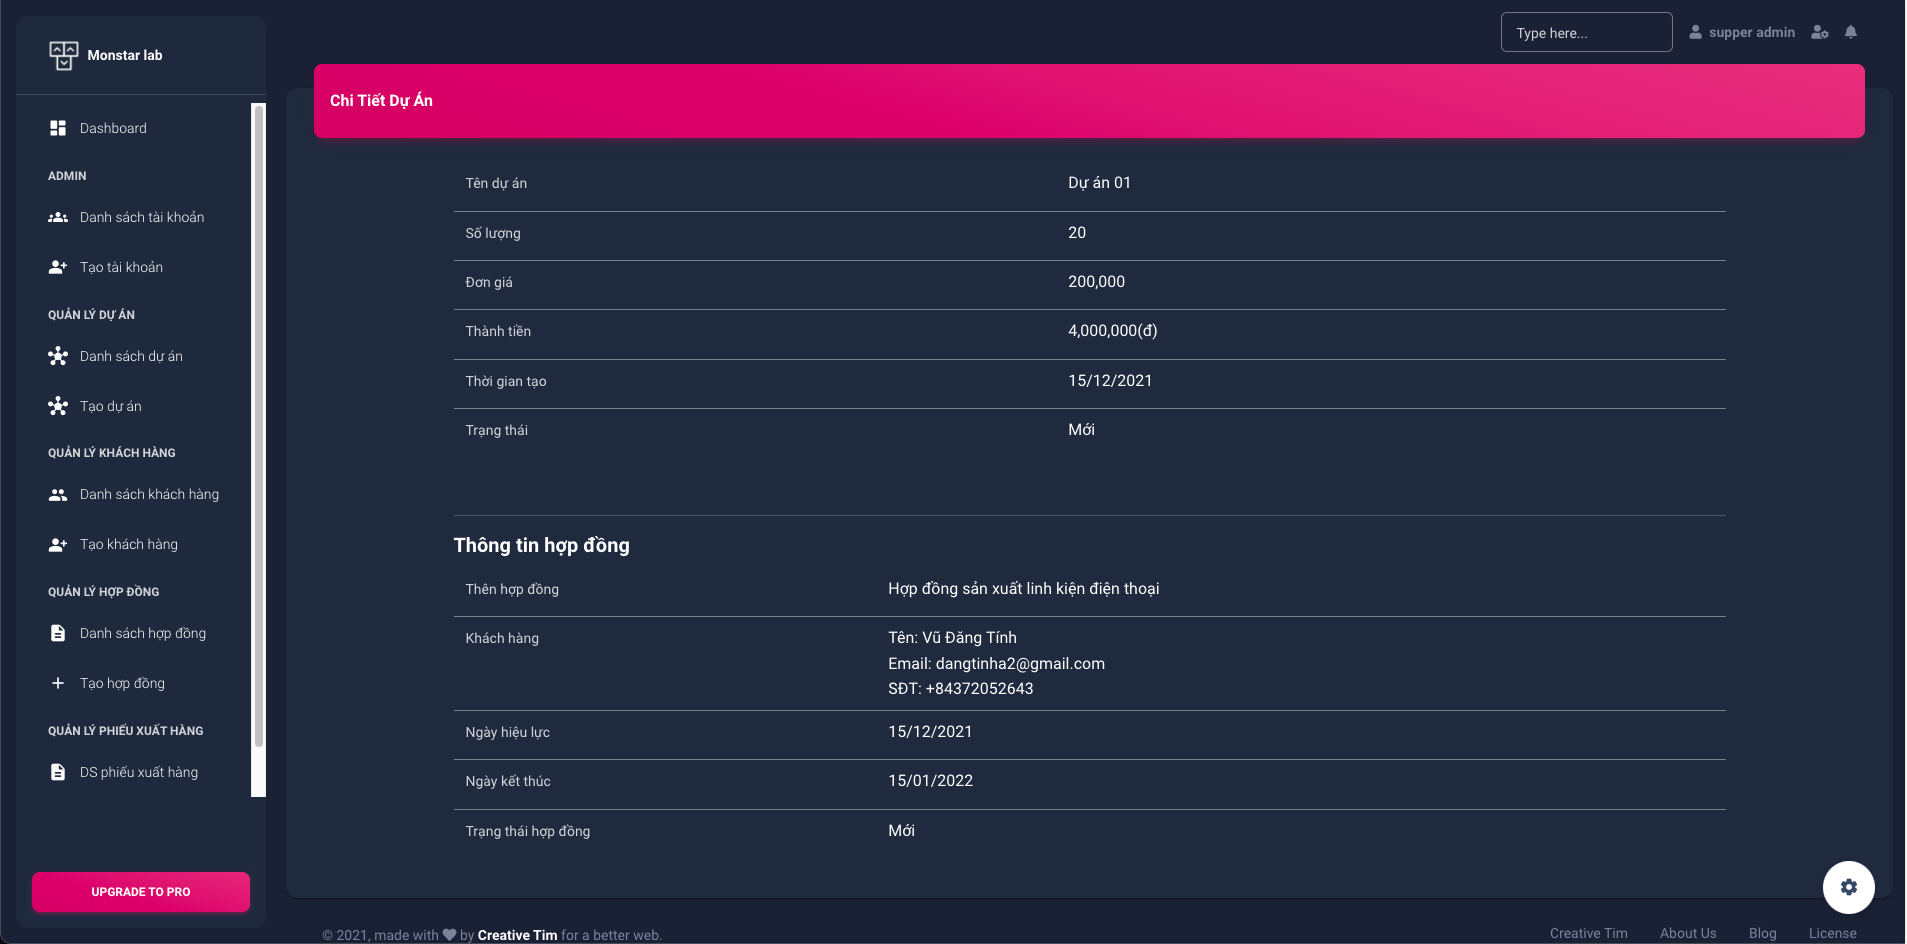 Monstar lab
Type here...
supper admin
Chi Tiết Dự Án
Dashboard
ADMIN
Danh sách tài khoản
Tạo tài khoản
QUẢN LÝ DỰ ÁN
Danh sách dự án
Tạo dự án
QUẢN LÝ KHÁCH HÀNG
Danh sách khách hàng
Tạo khách hàng
QUẢN LÝ HỢP ĐỒNG
Danh sách hợp đồng
Tạo hợp đồng
QUẢN LÝ PHIẾU XUẤT HÀNG
DS phiếu xuất hàng
UPGRADE TO PRO
Tên dự án Dự án 01
Số lượng 20
Đơn giá 200,000
Thành tiền 4,000,000(đ)
Thời gian tạo 15/12/2021
Trạng thái Mới
Thông tin hợp đồng
Thên hợp đồng Hợp đồng sản xuất linh kiện điện thoại
Khách hàng Tên: Vũ Đăng Tính
Email: dangtinha2@gmail.com
SĐT: +84372052643
Ngày hiệu lực 15/12/2021
Ngày kết thúc 15/01/2022
Trạng thái hợp đồng Mới
© 2021, made with ♥ by Creative Tim for a better web.
Creative Tim About Us Blog License